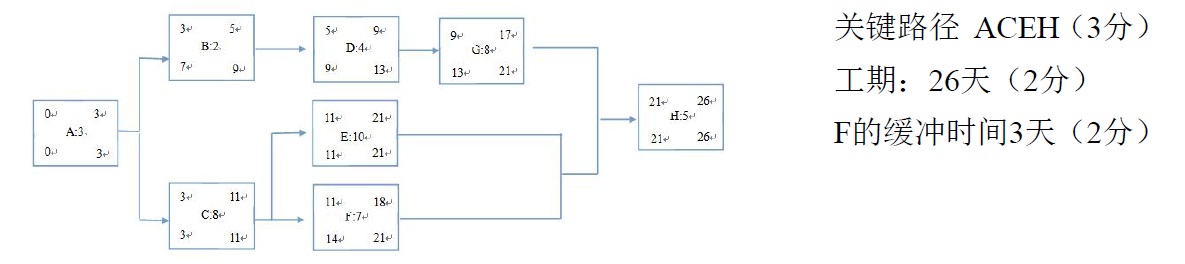 3↵ 5↵
B:2
7↵ 9↵
5↵ 9↵
D:4↵
9↵ 13↵
9↵ 17↵
G:8↵
13↵ 21↵
0↵ 3↵
A:3
0↵ 3↵
11↵ 21↵
E:10↵
11↵ 21↵
21↵ 26↵
H:5↵
21↵ 26↵
3↵ 11↵
C:8↵
3↵ 11↵
11↵ 18↵
F:7↵
14↵ 21↵
关键路径 ACEH（3分）
工期：26天（2分）
F的缓冲时间3天（2分）